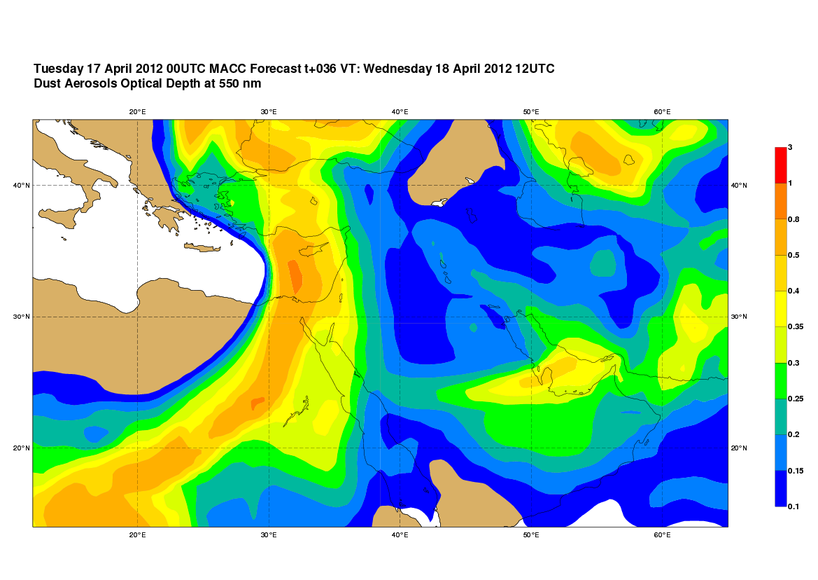 Tuesday 17 April 2012 00UTC MACC Forecast t+036 VT: Wednesday 18 April 2012 12UTC
Dust Aerosols Optical Depth at 550 nm
20°E 30°E 40°E 50°E 60°E
40°N 40°N
30°N 30°N
20°N 20°N
20°E 30°E 40°E 50°E 60°E
3
1
0.8
0.5
0.4
0.35
0.3
0.25
0.2
0.15
0.1